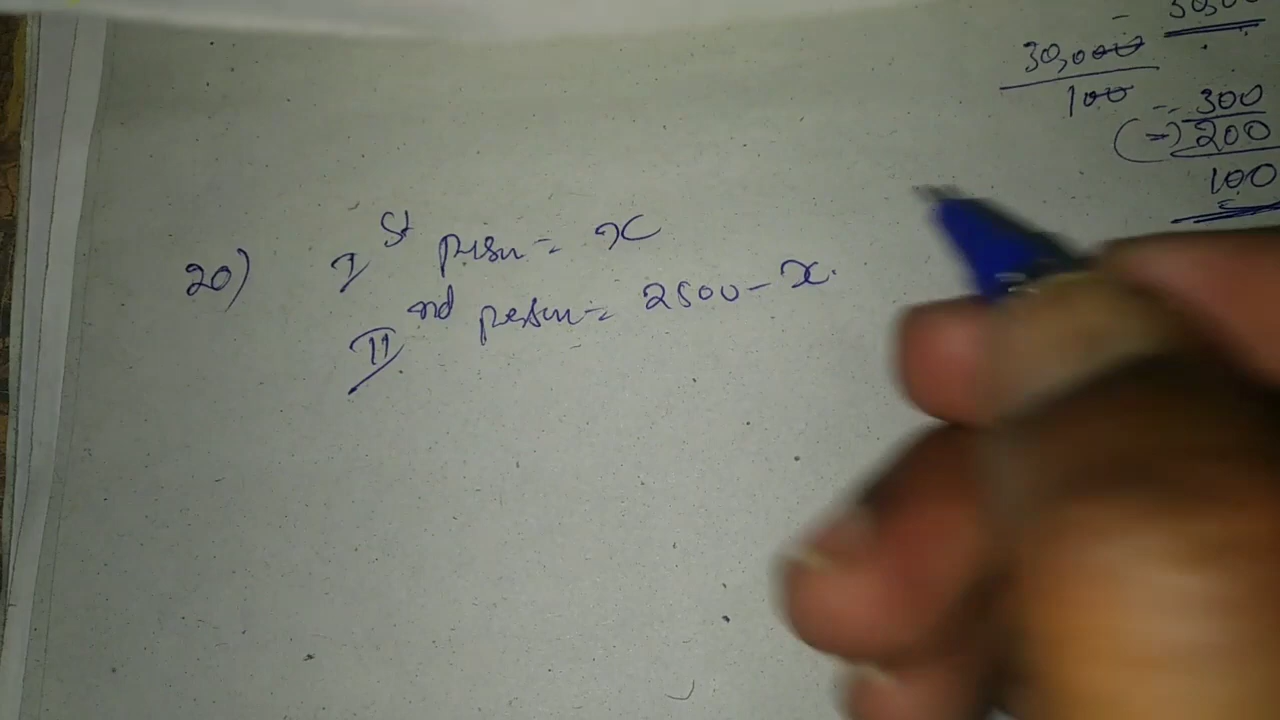 30,000
100
300
(-) 200
100
20) I st person = x
II nd person = 2500 - x.